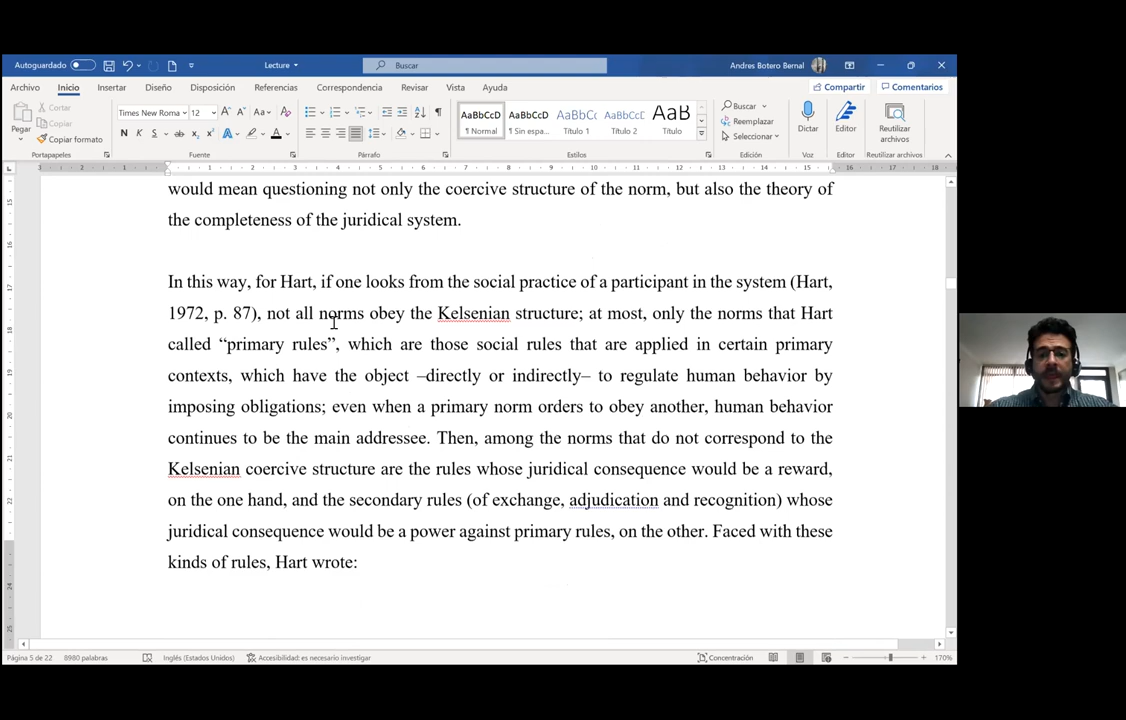 Autoguardado
Lecture
Buscar
Andres Botero Bernal
Archivo Inicio Insertar Diseño Disposición Referencias Correspondencia Revisar Vista Ayuda Compartir Comentarios
Pegar
Cortar
Copiar
Copiar formato
Portapapeles
Times New Roma 12
N K S
Fuente
Párrafo
AaBbCcD AaBbCcD AaBbCc AaBbCcD AaB
¶ Normal ¶ Sin espa... Título 1 Título 2 Título
Estilos
Buscar
Reemplazar
Seleccionar
Edición
Dictar
Voz
Editor
Editor
Reutilizar archivos
Reutilizar archivos
would mean questioning not only the coercive structure of the norm, but also the theory of
the completeness of the juridical system.
In this way, for Hart, if one looks from the social practice of a participant in the system (Hart,
1972, p. 87), not all norms obey the Kelsenian structure; at most, only the norms that Hart
called “primary rules”, which are those social rules that are applied in certain primary
contexts, which have the object –directly or indirectly– to regulate human behavior by
imposing obligations; even when a primary norm orders to obey another, human behavior
continues to be the main addressee. Then, among the norms that do not correspond to the
Kelsenian coercive structure are the rules whose juridical consequence would be a reward,
on the one hand, and the secondary rules (of exchange, adjudication and recognition) whose
juridical consequence would be a power against primary rules, on the other. Faced with these
kinds of rules, Hart wrote:
Página 5 de 22 8980 palabras Inglés (Estados Unidos) Accesibilidad: es necesario investigar Concentración 170%